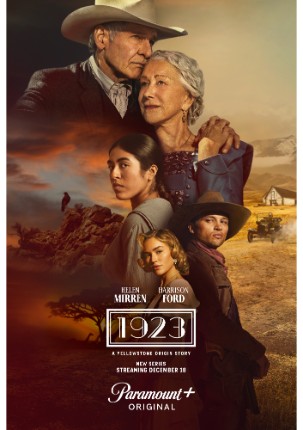 HELEN MIRREN
HARRISON FORD
1923
A YELLOWSTONE ORIGIN STORY
NEW SERIES
STREAMING DECEMBER 18
Paramount+
ORIGINAL